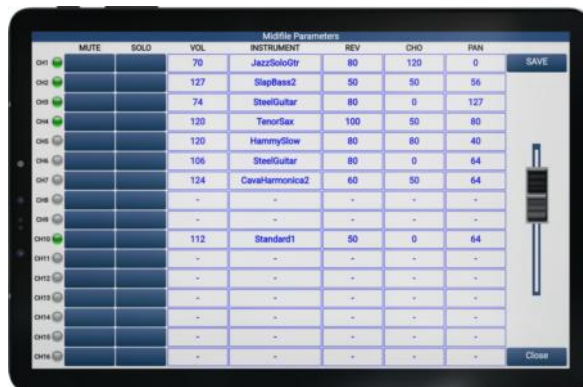 Midifile Parameters
MUTE SOLO VOL INSTRUMENT REV CHO PAN
CH1 70 JazzSoloGtr 80 120 0 SAVE
CH2 127 SlapBass2 50 50 56
CH3 74 SteelGuitar 80 0 127
CH4 120 TenorSax 100 50 80
CH5 120 HammySlow 80 80 40
CH6 106 SteelGuitar 80 0 64
CH7 124 CavaHarmonica2 60 50 64
CH8 - - - - -
CH9 - - - - -
CH10 112 Standard1 50 0 64
CH11 - - - - -
CH12 - - - - -
CH13 - - - - -
CH14 - - - - -
CH15 - - - - -
CH16 - - - - - Close